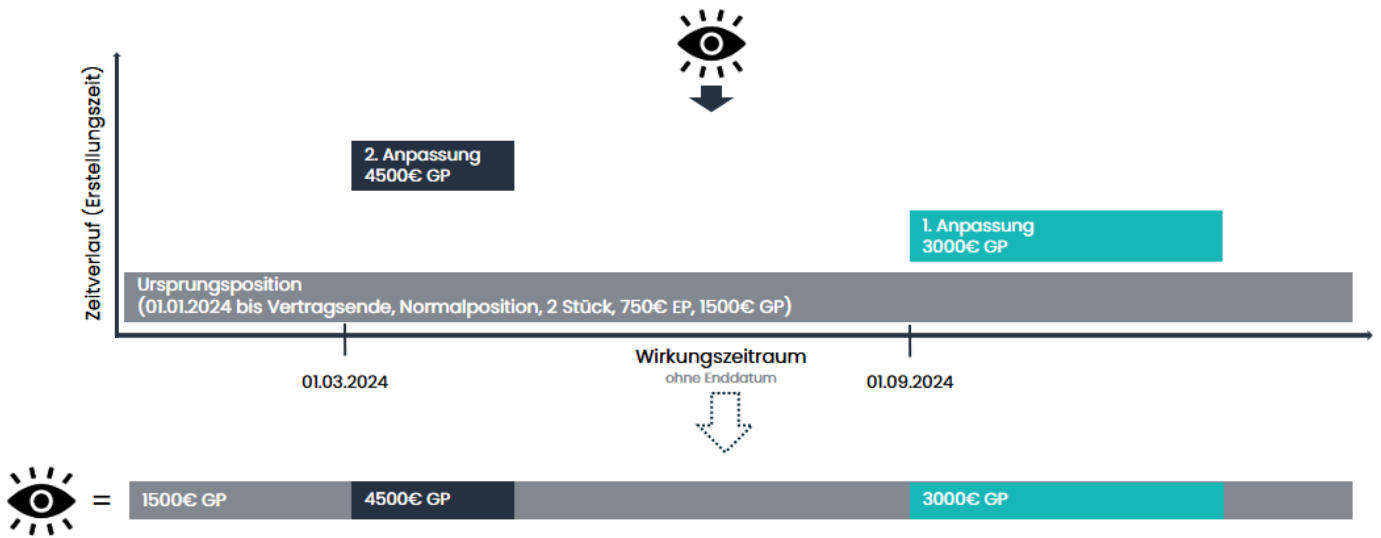 Zeitverlauf (Erstellungszeit)
2. Anpassung
4500€ GP
1. Anpassung
3000€ GP
Ursprungsposition
(01.01.2024 bis Vertragsende, Normalposition, 2 Stück, 750€ EP, 1500€ GP)
Wirkungszeitraum
ohne Enddatum
01.03.2024
01.09.2024
=
1500€ GP
4500€ GP
3000€ GP